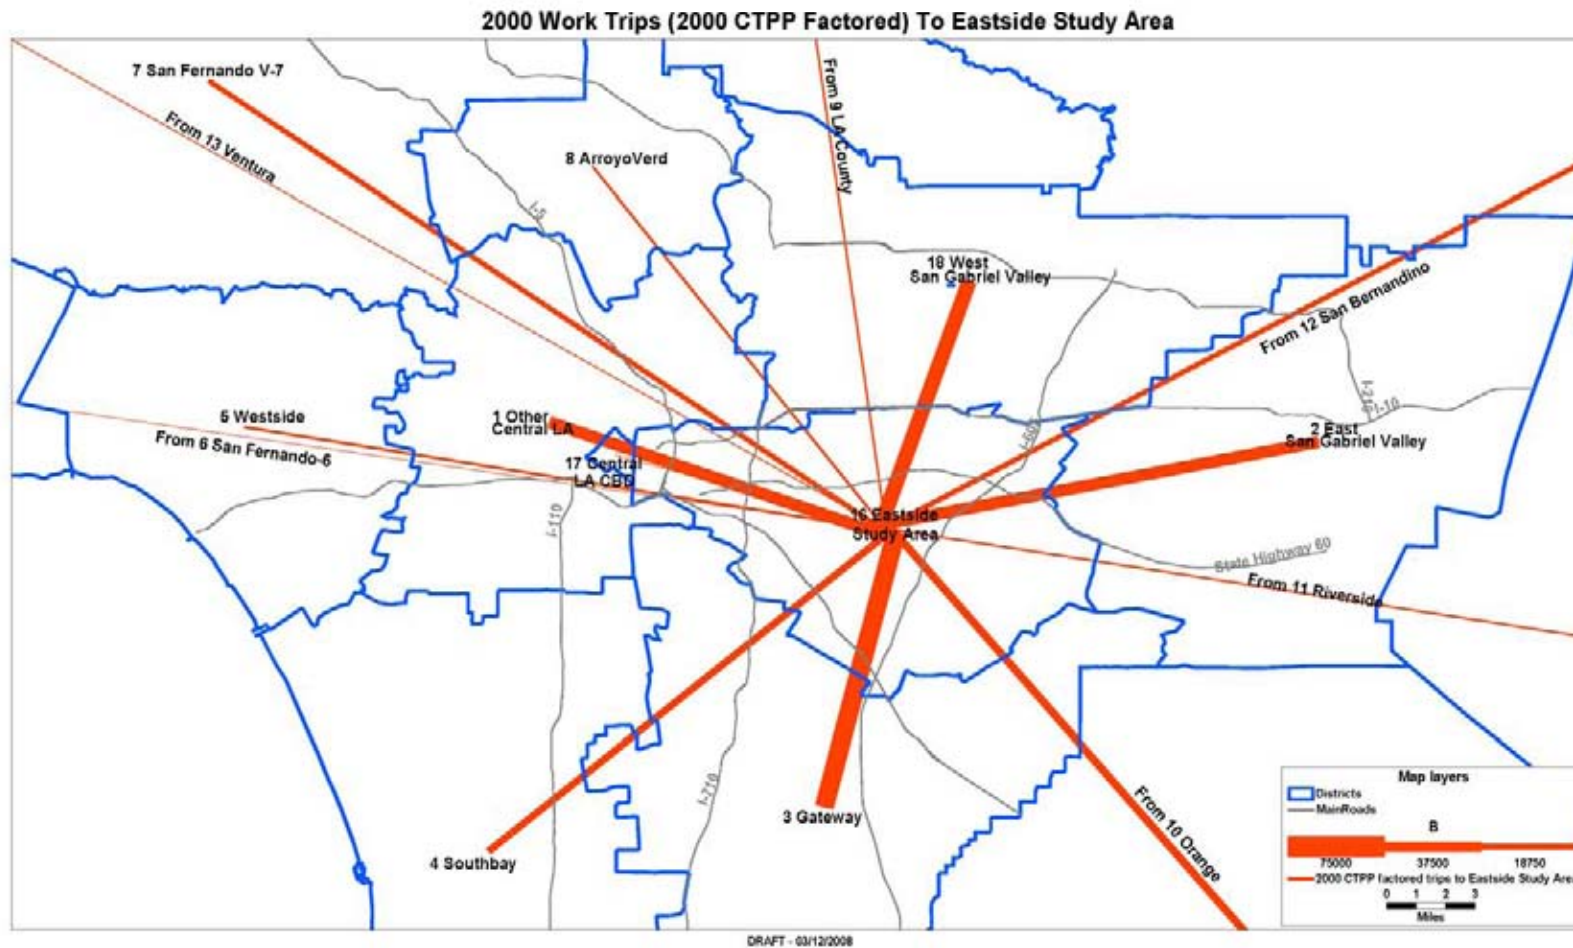 2000 Work Trips (2000 CTPP Factored) To Eastside Study Area
7 San Fernando V-7
From 13 Ventura
8 ArroyoVerd
From 9 LA County
I-5
18 West
San Gabriel Valley
From 12 San Bernandino
5 Westside
From 6 San Fernando-6
1 Other
Central LA
17 Central
LA CBD
I-605
I-210
I-10
2 East
San Gabriel Valley
16 Eastside
Study Area
I-110
State Highway 60
From 11 Riverside
I-710
3 Gateway
4 Southbay
From 10 Orange
Map layers
Districts
MainRoads
B
75000 37500 18750
2000 CTPP factored trips to Eastside Study Area
0 1 2 3
Miles
DRAFT - 03/12/2008